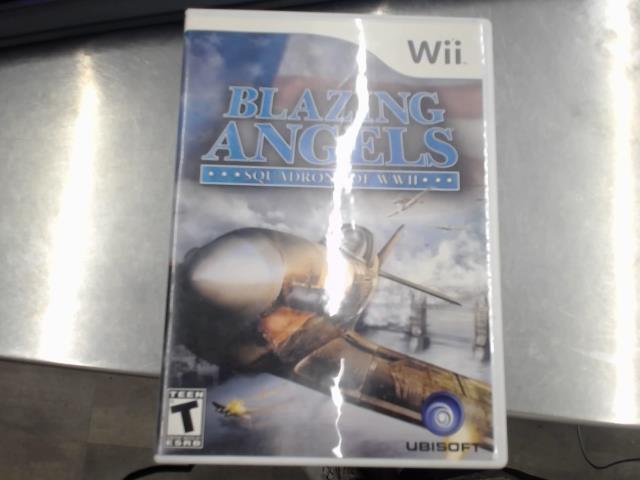 Wii
BLAZING
ANGELS
SQUADRONS OF WWII
TEEN
T
ESRB
UBISOFT